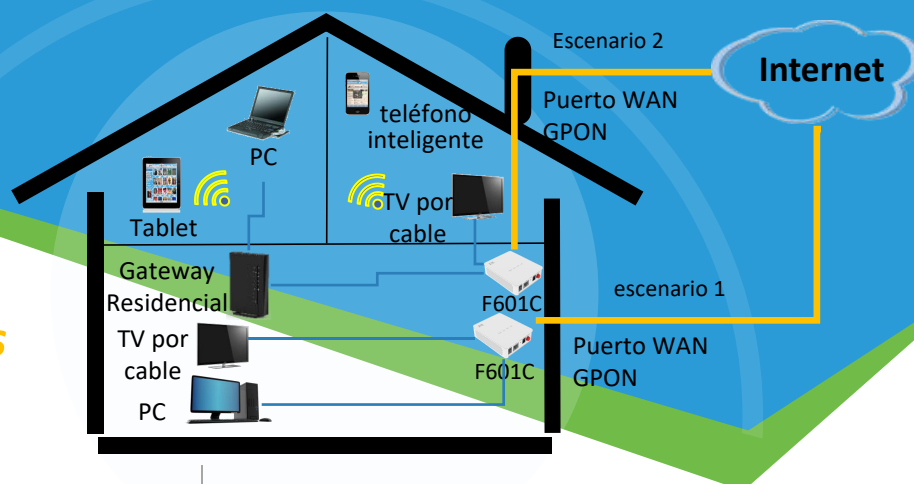 Escenario 2
Internet
Puerto WAN
GPON
teléfono
inteligente
PC
Tablet
TV por
cable
Gateway
Residencial
F601C
escenario 1
TV por
cable
F601C
Puerto WAN
GPON
PC
s